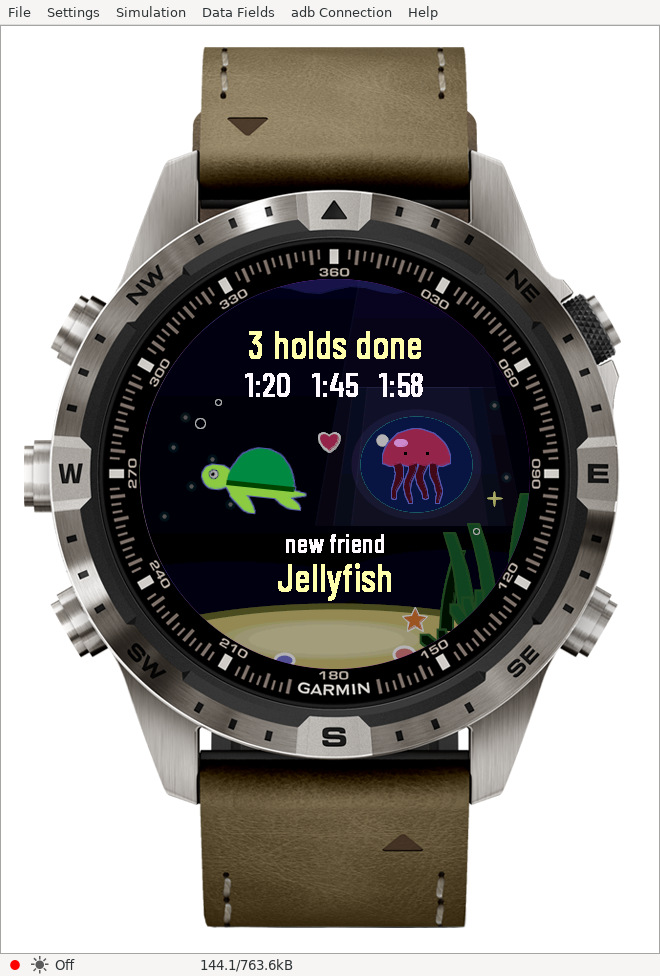 File Settings Simulation Data Fields adb Connection Help
360
330 030
NW NE
300 060
3 holds done
1:20 1:45 1:58
W 270 090 E
new friend
Jellyfish
240 120
210 150
SW SE
180
GARMIN
S
Off 144.1/763.6kB